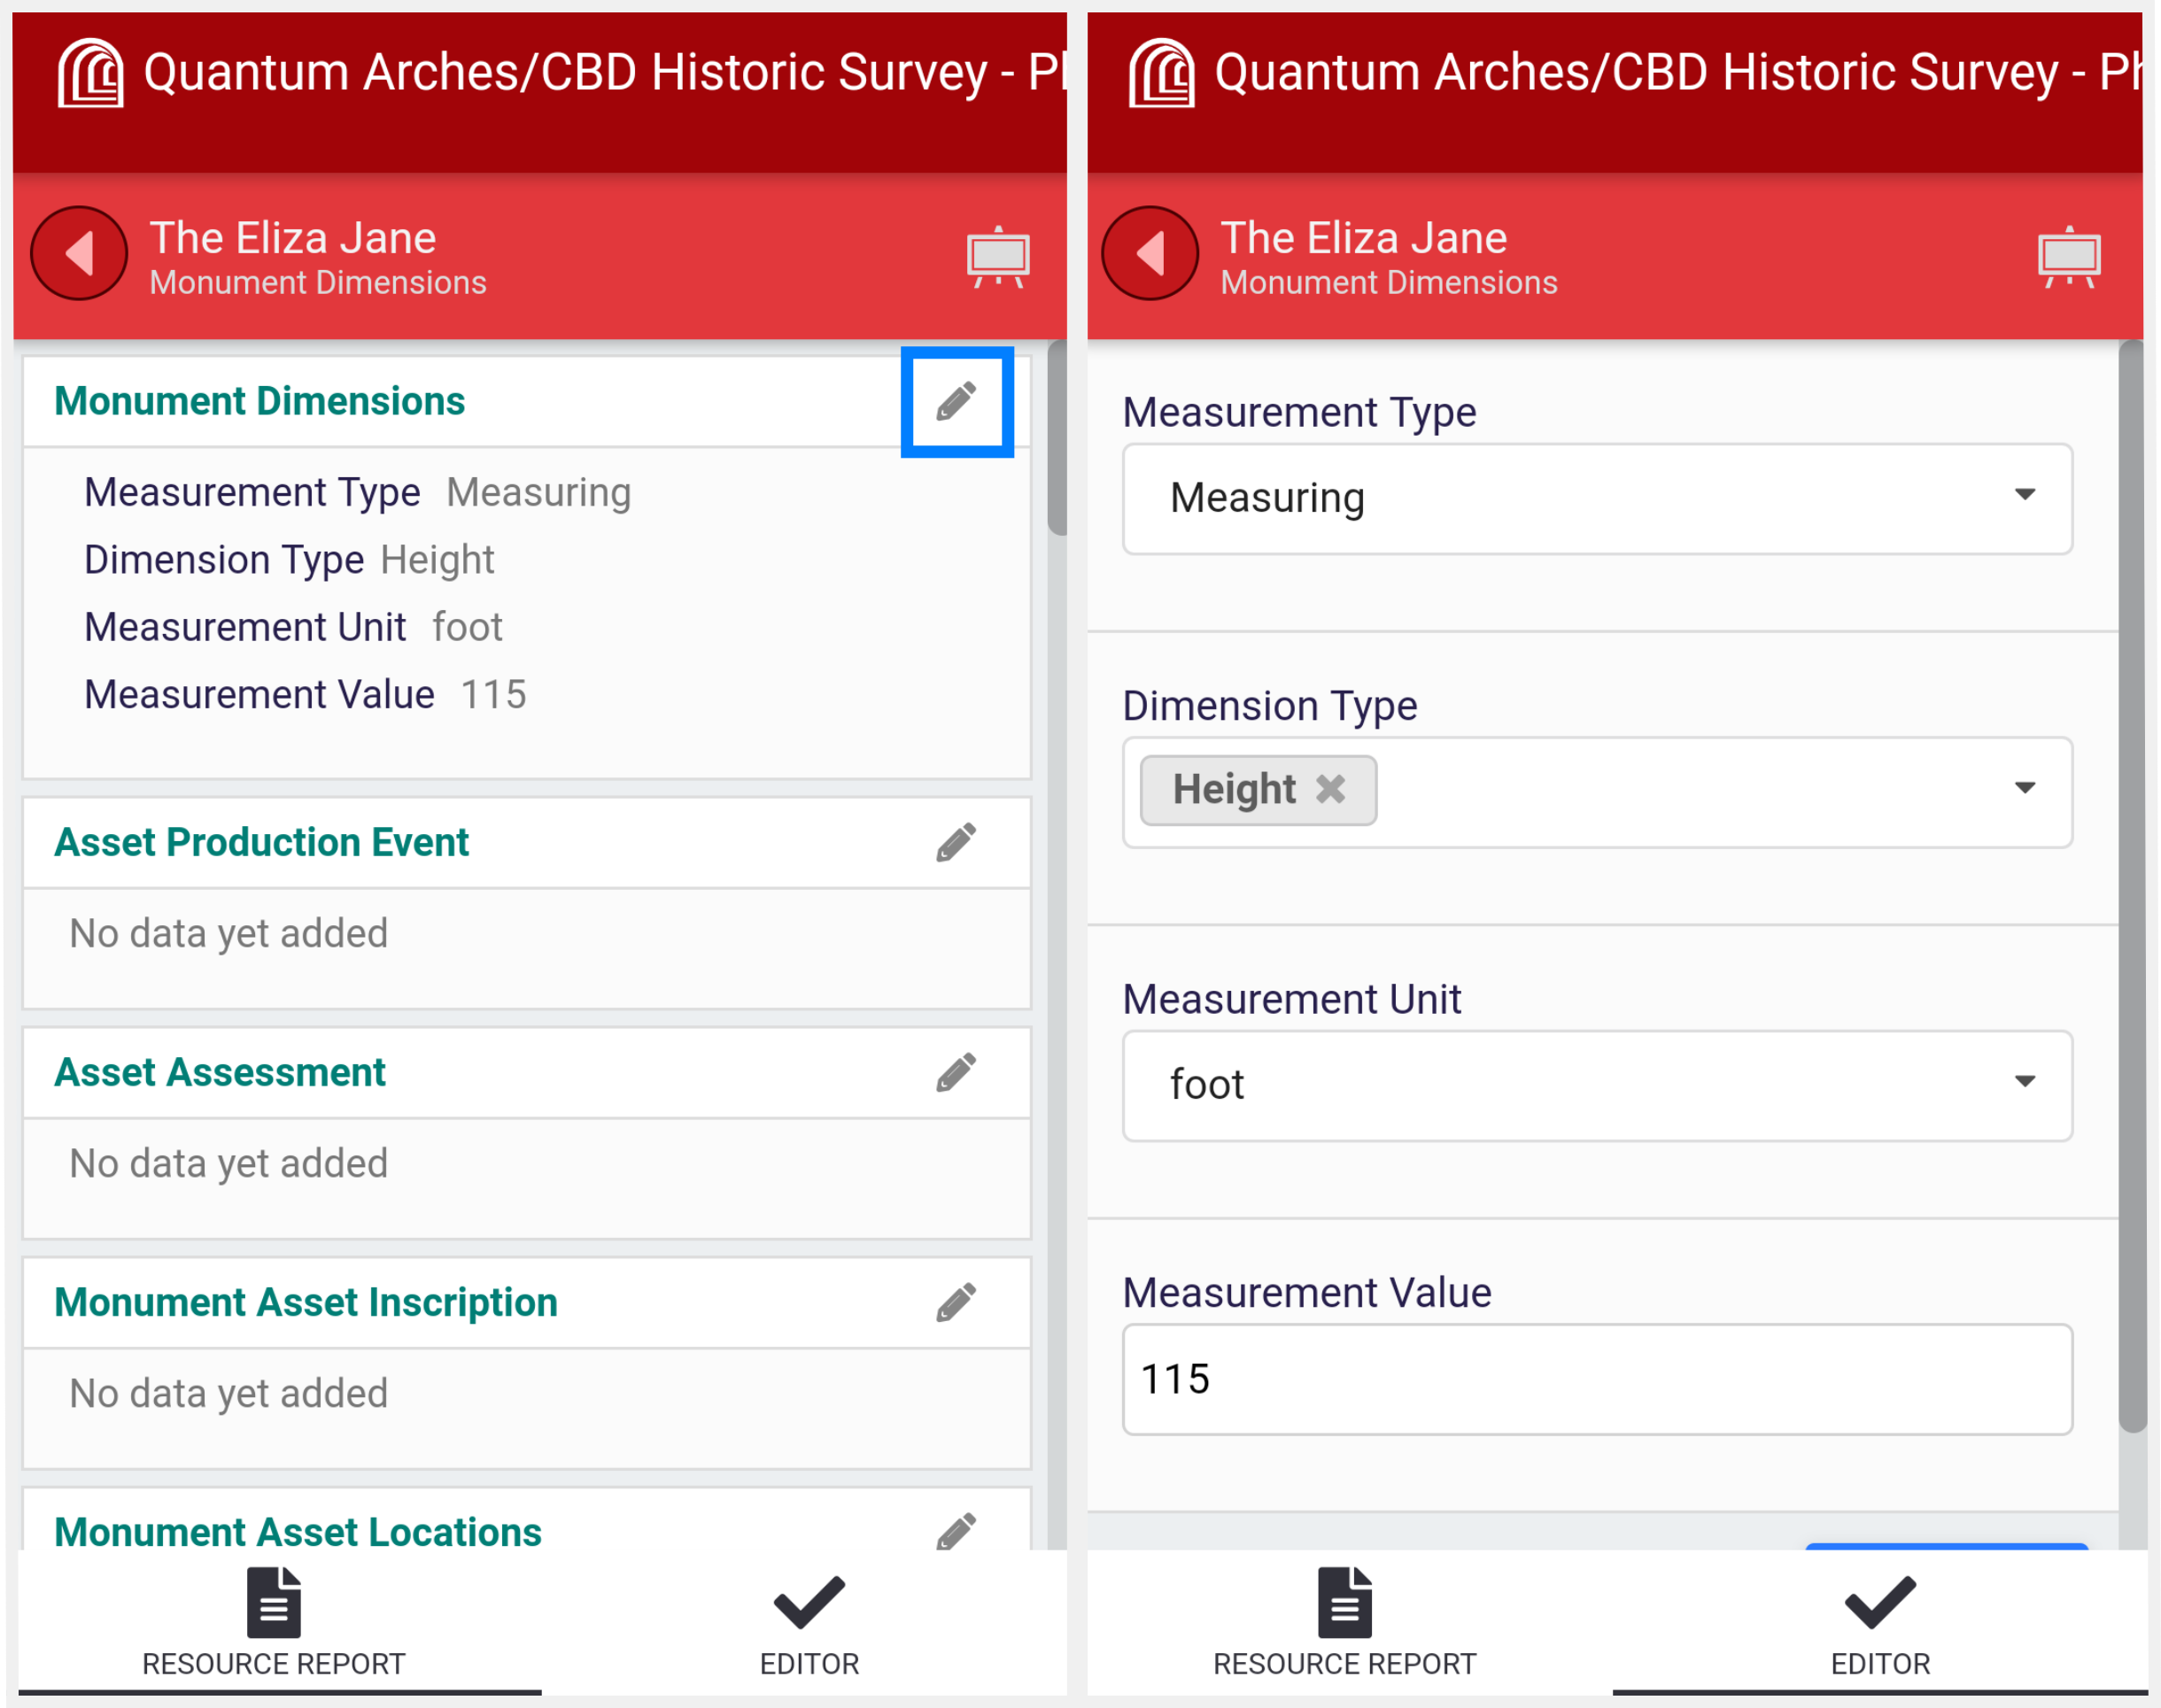 Quantum Arches/CBD Historic Survey -
The Eliza Jane
Monument Dimensions
Monument Dimensions
Measurement Type Measuring
Dimension Type Height
Measurement Unit foot
Measurement Value 115
Asset Production Event
No data yet added
Asset Assessment
No data yet added
Monument Asset Inscription
No data yet added
Monument Asset Locations
RESOURCE REPORT
EDITOR
Quantum Arches/CBD Historic Survey -
The Eliza Jane
Monument Dimensions
Measurement Type
Measuring
Dimension Type
Height
Measurement Unit
foot
Measurement Value
115
RESOURCE REPORT
EDITOR